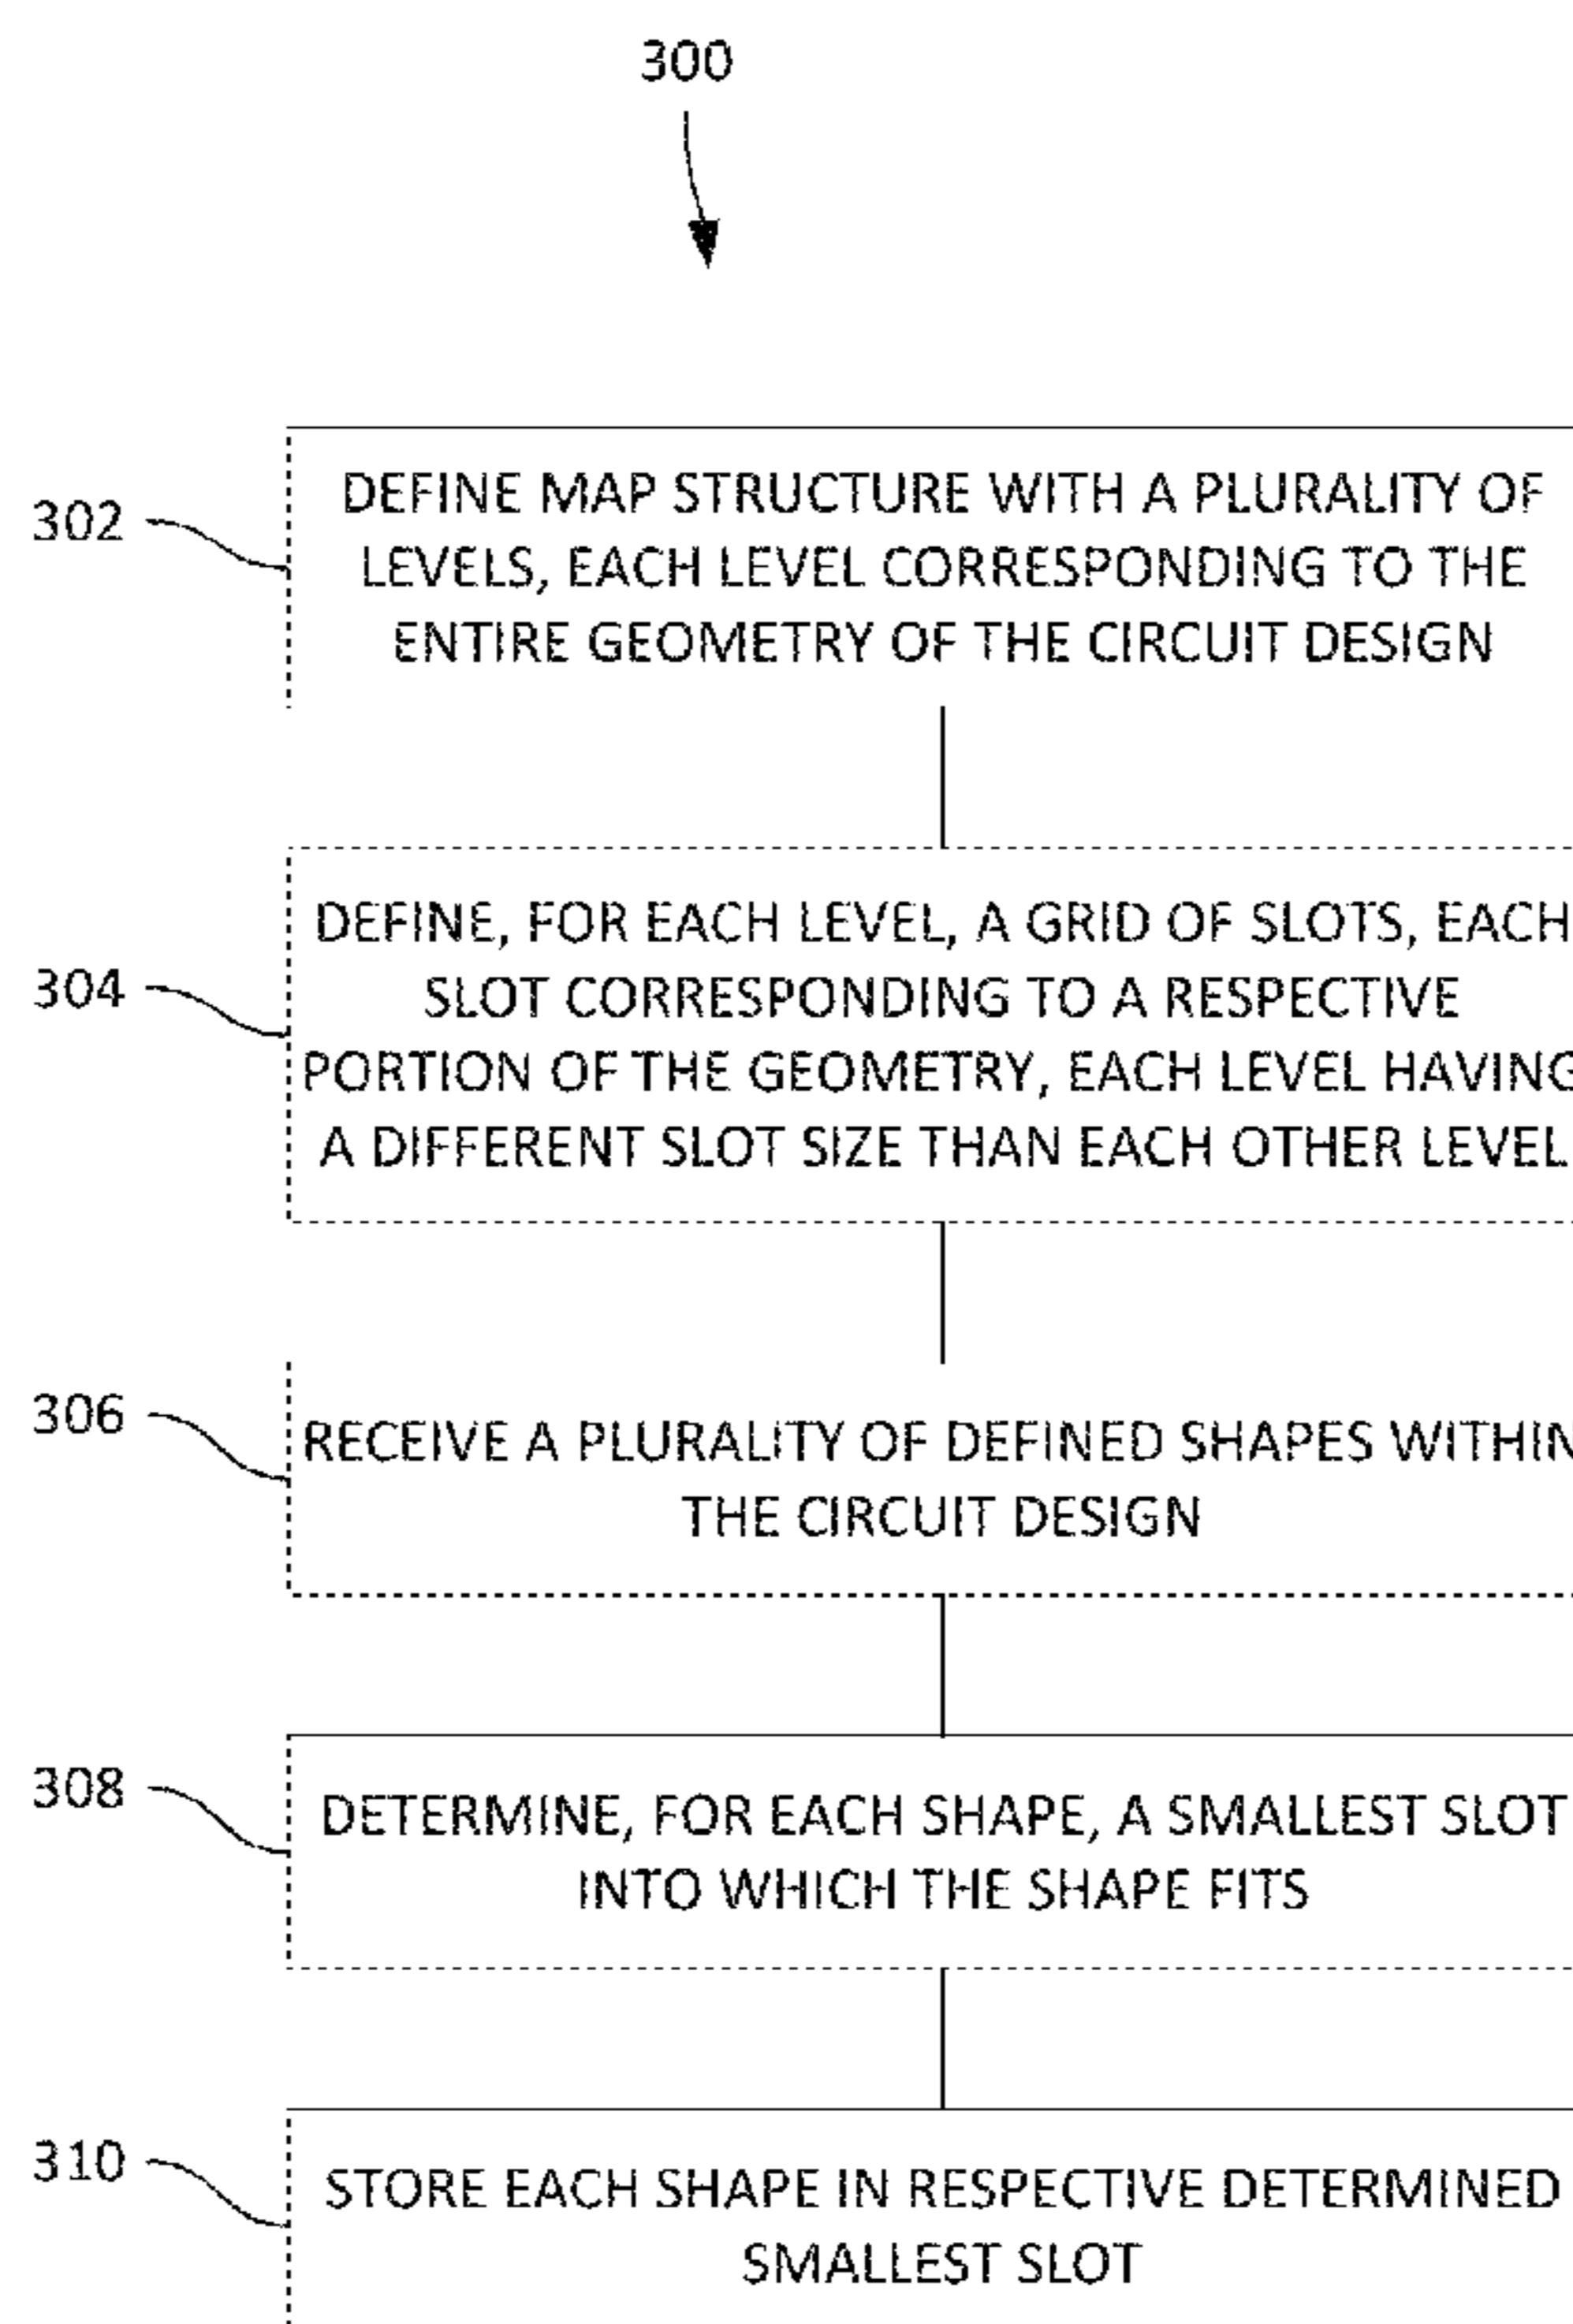 300
302
DEFINE MAP STRUCTURE WITH A PLURALITY OF
LEVELS, EACH LEVEL CORRESPONDING TO THE
ENTIRE GEOMETRY OF THE CIRCUIT DESIGN
304
DEFINE, FOR EACH LEVEL, A GRID OF SLOTS, EACH
SLOT CORRESPONDING TO A RESPECTIVE
PORTION OF THE GEOMETRY, EACH LEVEL HAVING
A DIFFERENT SLOT SIZE THAN EACH OTHER LEVEL
306
RECEIVE A PLURALITY OF DEFINED SHAPES WITHIN
THE CIRCUIT DESIGN
308
DETERMINE, FOR EACH SHAPE, A SMALLEST SLOT
INTO WHICH THE SHAPE FITS
310
STORE EACH SHAPE IN RESPECTIVE DETERMINED
SMALLEST SLOT